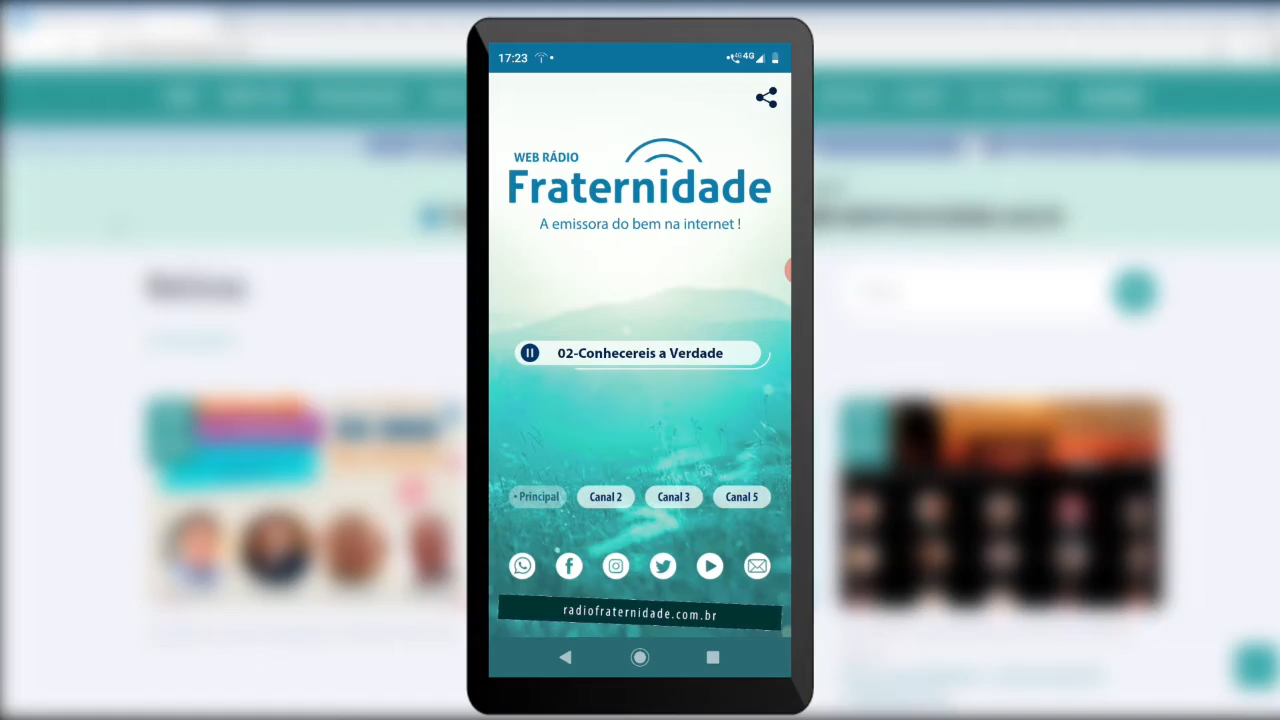 17:23
4G 4G
WEB RÁDIO
Fraternidade
A emissora do bem na internet !
02-Conhecereis a Verdade
• Principal
Canal 2
Canal 3
Canal 5
radiofraternidade.com.br